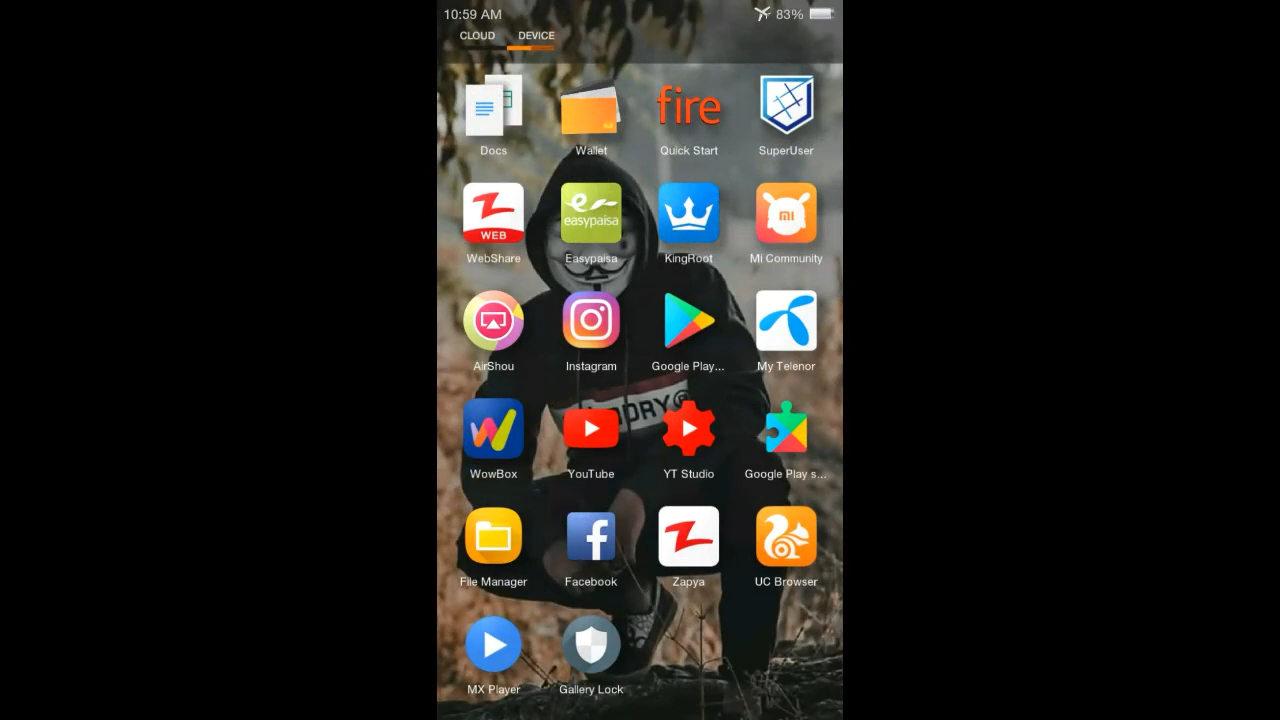 10:59 AM 83%
CLOUD DEVICE
fire
Docs Wallet Quick Start SuperUser
easypaisa
mi
WEB
WebShare Easypaisa KingRoot Mi Community
AirShou Instagram Google Play... My Telenor
WowBox YouTube YT Studio Google Play s...
File Manager Facebook Zapya UC Browser
MX Player Gallery Lock